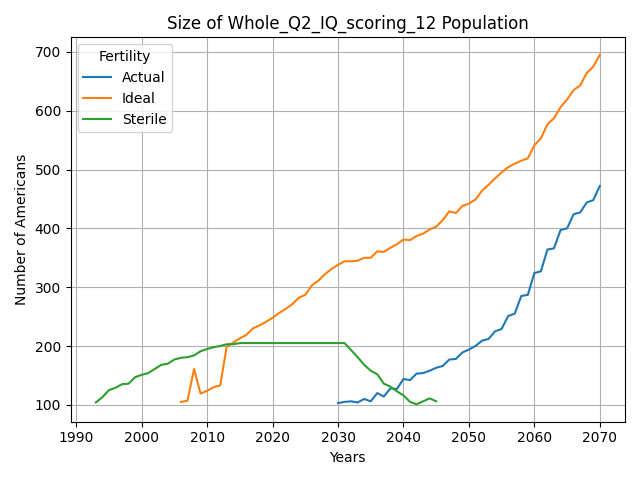 Size of Whole_Q2_IQ_scoring_12 Population
Fertility
Actual
Ideal
Sterile
Number of Americans
700
600
500
400
300
200
100
1990 2000 2010 2020 2030 2040 2050 2060 2070
Years